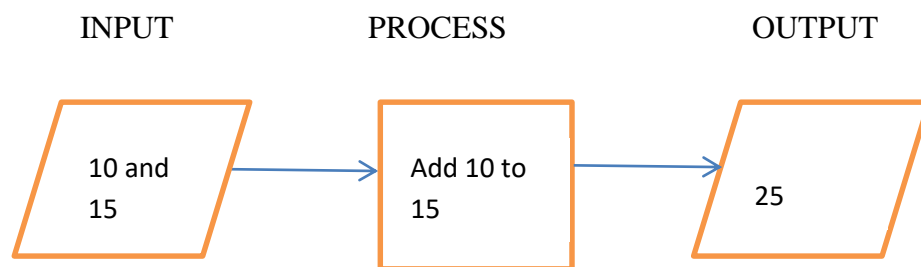 INPUT PROCESS OUTPUT
10 and
15
Add 10 to
15
25